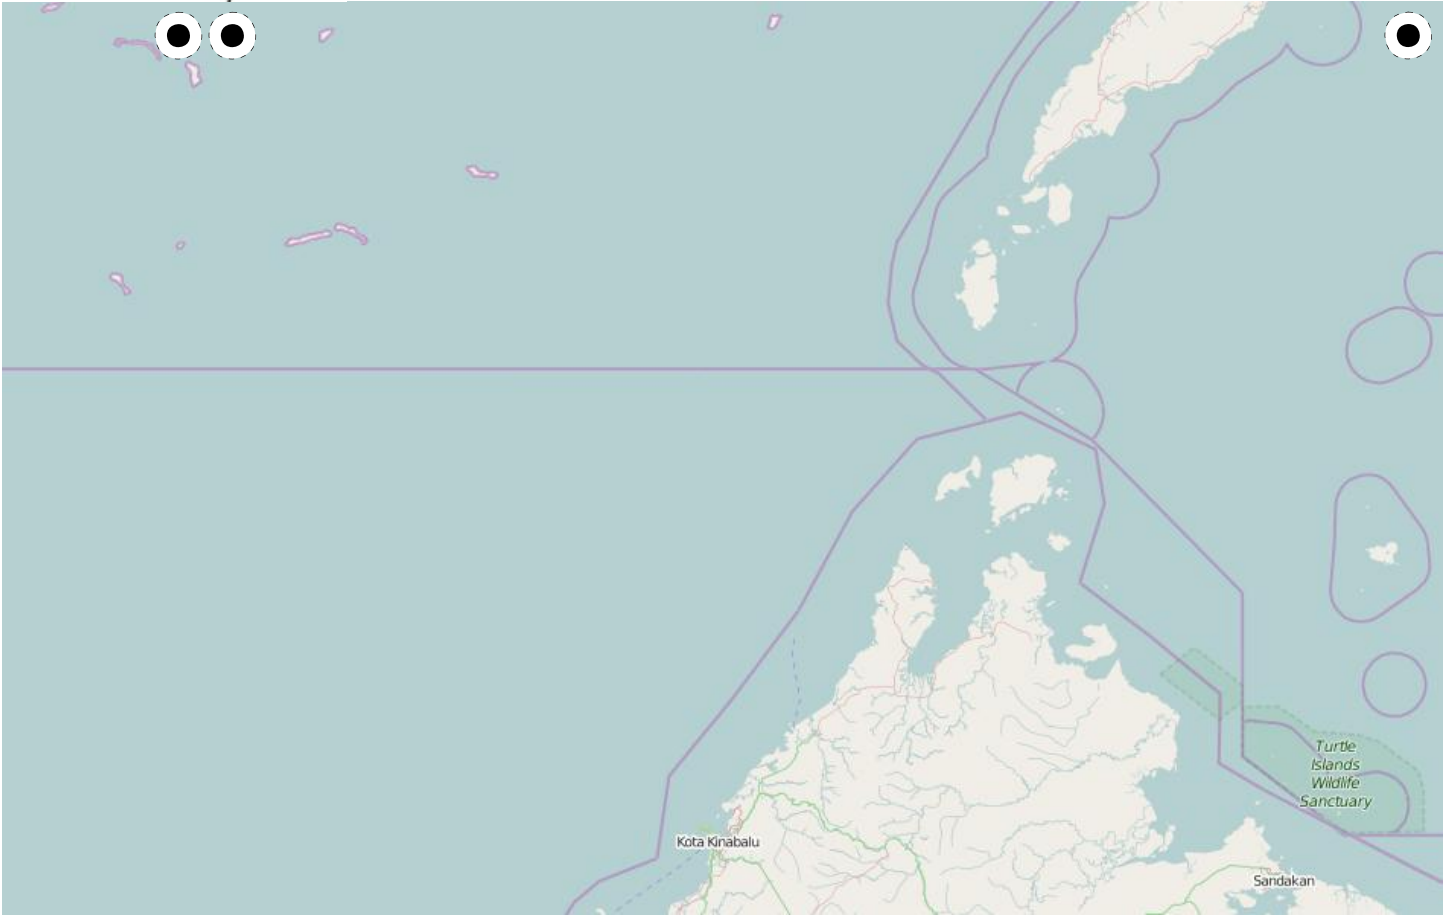 Turtle
Islands
Wildlife
Sanctuary
Kota Kinabalu
Sandakan